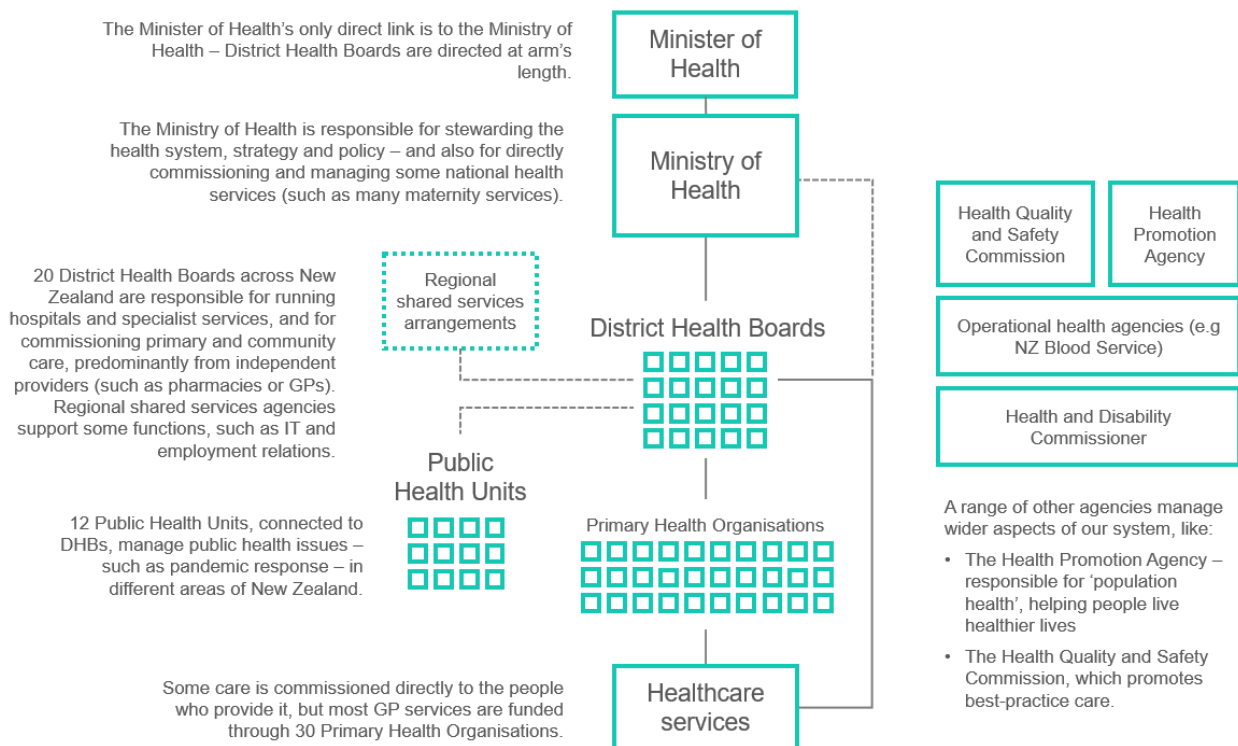 The Minister of Health’s only direct link is to the Ministry of
Health – District Health Boards are directed at arm’s
length.
Minister of
Health
The Ministry of Health is responsible for stewarding the
health system, strategy and policy – and also for directly
commissioning and managing some national health
services (such as many maternity services).
Ministry of
Health
20 District Health Boards across New
Zealand are responsible for running
hospitals and specialist services, and for
commissioning primary and community
care, predominantly from independent
providers (such as pharmacies or GPs).
Regional shared services agencies
support some functions, such as IT and
employment relations.
Regional
shared services
arrangements
District Health Boards
Public
Health Units
12 Public Health Units, connected to
DHBs, manage public health issues –
such as pandemic response – in
different areas of New Zealand.
Primary Health Organisations
Some care is commissioned directly to the people
who provide it, but most GP services are funded
through 30 Primary Health Organisations.
Healthcare
services
Health Quality
and Safety
Commission
Health
Promotion
Agency
Operational health agencies (e.g
NZ Blood Service)
Health and Disability
Commissioner
A range of other agencies manage
wider aspects of our system, like:
• The Health Promotion Agency –
responsible for ‘population
health’, helping people live
healthier lives
• The Health Quality and Safety
Commission, which promotes
best-practice care.